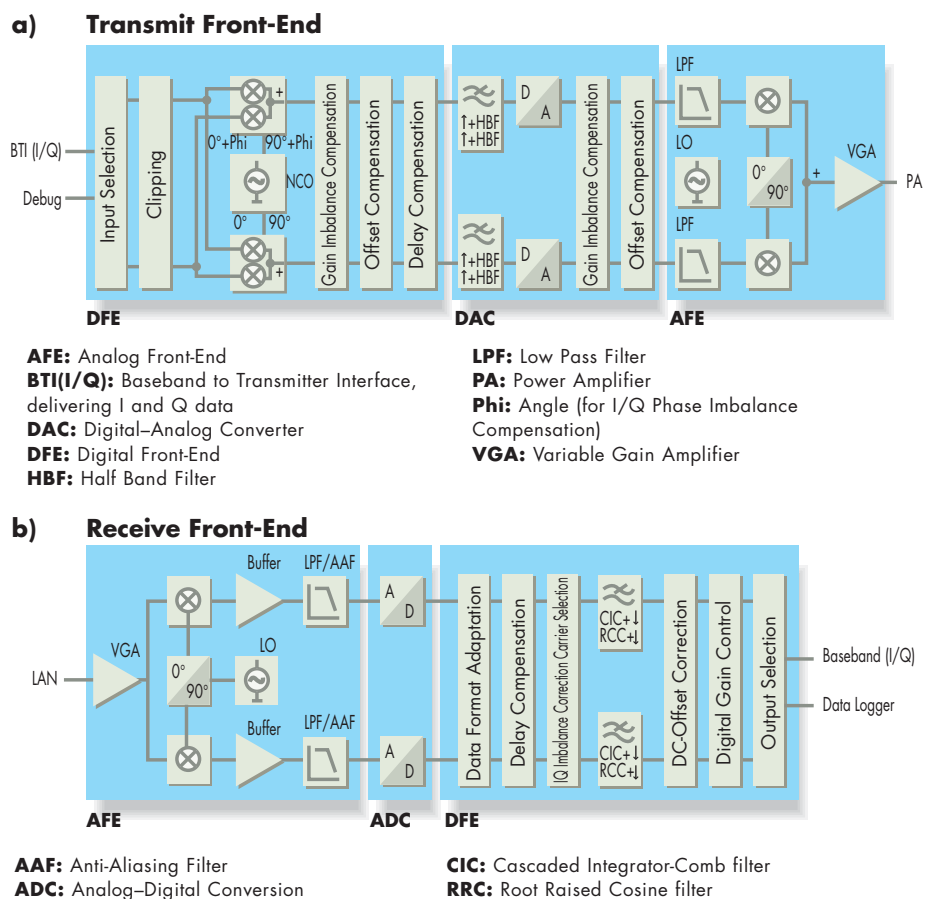 a) Transmit Front-End
BTI (I/Q)
Debug
Input Selection
Clipping
+
0°+Phi 90°+Phi
NCO
0° 90°
+
Gain Imbalance Compensation
Offset Compensation
Delay Compensation
↑+HBF
↑+HBF
↑+HBF
↑+HBF
D
A
D
A
Gain Imbalance Compensation
Offset Compensation
LPF
LO
LPF
0°
90°
+
VGA
PA
DFE
DAC
AFE
AFE: Analog Front-End
BTI(I/Q): Baseband to Transmitter Interface,
delivering I and Q data
DAC: Digital–Analog Converter
DFE: Digital Front-End
HBF: Half Band Filter
LPF: Low Pass Filter
PA: Power Amplifier
Phi: Angle (for I/Q Phase Imbalance
Compensation)
VGA: Variable Gain Amplifier
b) Receive Front-End
LAN
VGA
0°
90°
Buffer
LPF/AAF
LO
Buffer
LPF/AAF
A
D
A
D
Data Format Adaptation
Delay Compensation
IQ Imbalance Correction Carrier Selection
CIC+↓
RCC+↓
CIC+↓
RCC+↓
DC-Offset Correction
Digital Gain Control
Output Selection
Baseband (I/Q)
Data Logger
AFE
ADC
DFE
AAF: Anti-Aliasing Filter
ADC: Analog–Digital Conversion
CIC: Cascaded Integrator-Comb filter
RRC: Root Raised Cosine filter